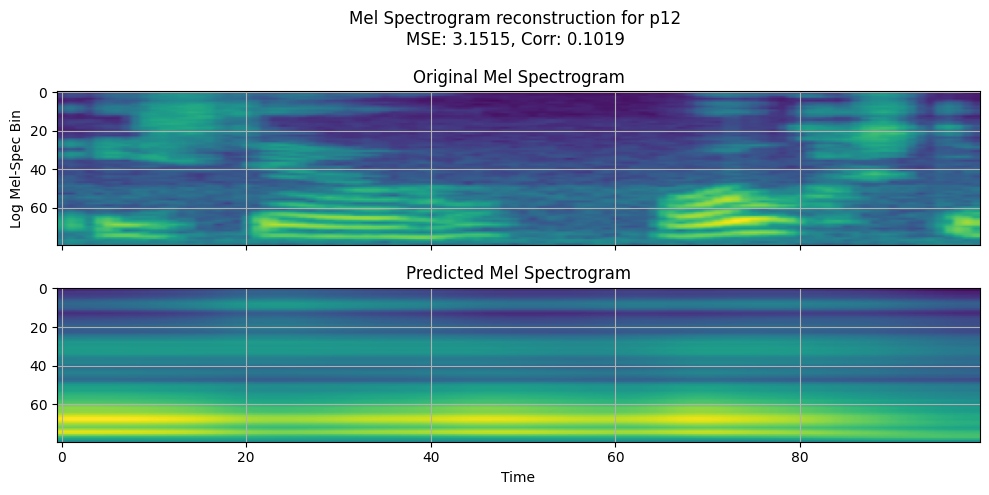 Mel Spectrogram reconstruction for p12
MSE: 3.1515, Corr: 0.1019
Original Mel Spectrogram
Log Mel-Spec Bin
0
20
40
60
Predicted Mel Spectrogram
0
20
40
60
0 20 40 60 80
Time